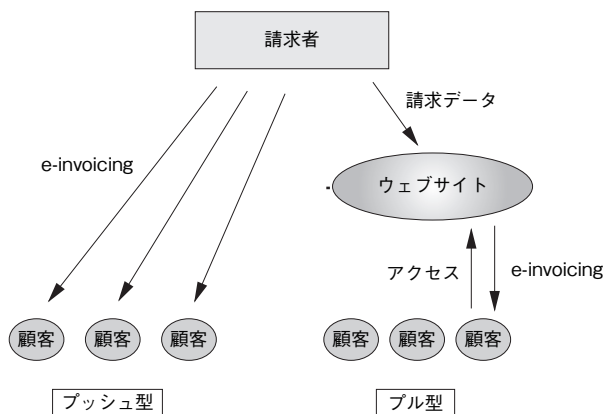 請求者
請求データ
e-invoicing
ウェブサイト
アクセス
e-invoicing
顧客
顧客
顧客
顧客
顧客
顧客
プッシュ型
プル型